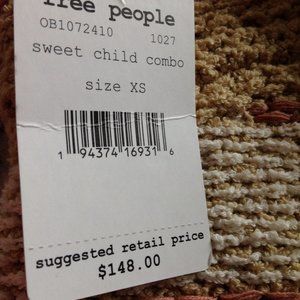 free people
OB1072410 1027
sweet child combo
size XS
1 94374 16931 6
suggested retail price
$148.00